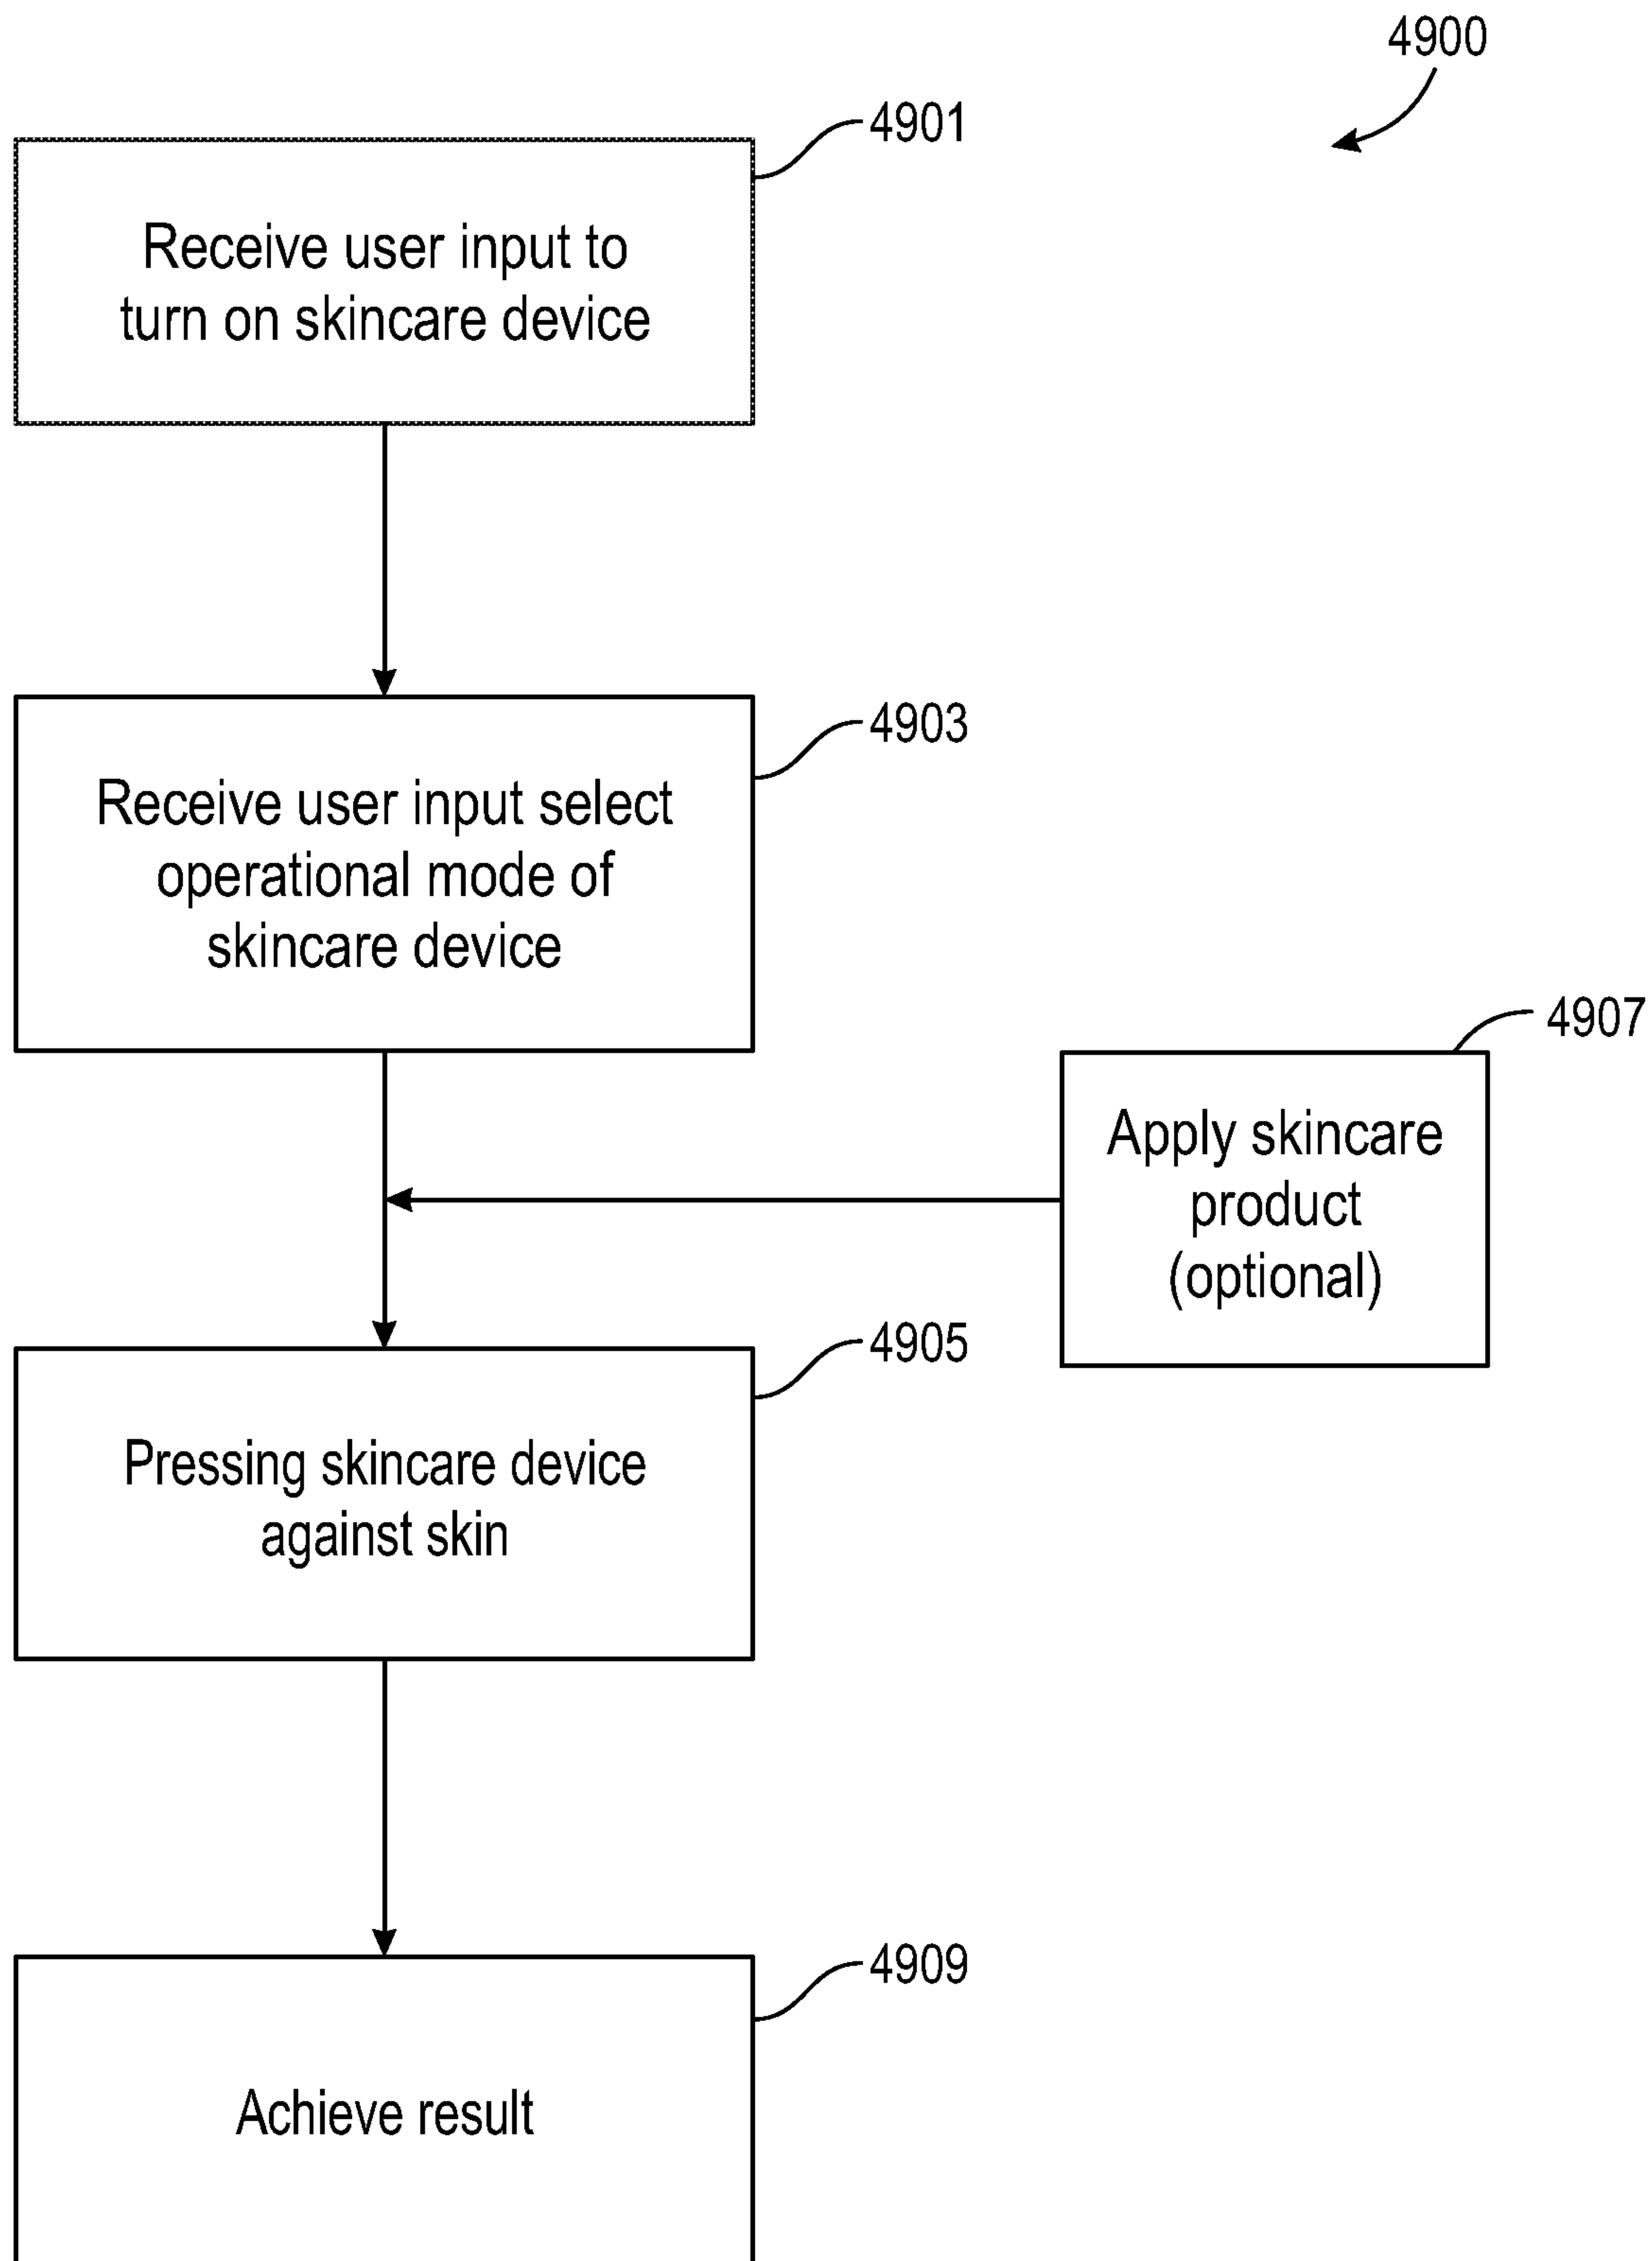 4900
4901
Receive user input to
turn on skincare device
4903
Receive user input select
operational mode of
skincare device
4907
Apply skincare
product
(optional)
4905
Pressing skincare device
against skin
4909
Achieve result